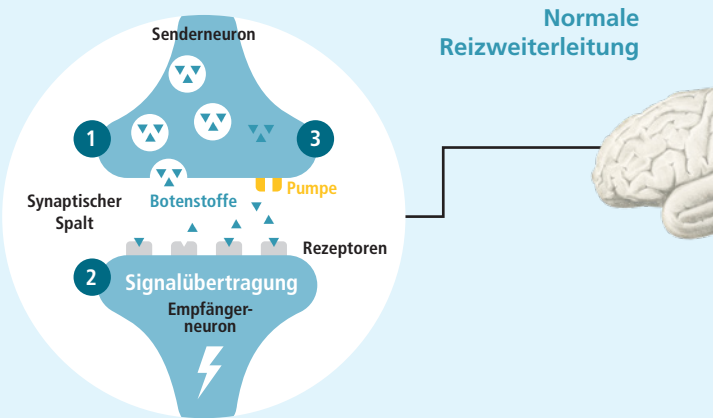 Normale
Reizweiterleitung
Senderneuron
1
3
Pumpe
Synaptischer
Spalt
Botenstoffe
Rezeptoren
2
Signalübertragung
Empfänger-
neuron